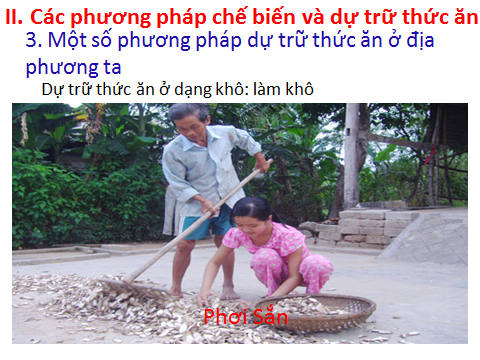 II. Các phương pháp chế biến và dự trữ thức ăn
3. Một số phương pháp dự trữ thức ăn ở địa
phương ta
Dự trữ thức ăn ở dạng khô: làm khô
Phơi Sắn